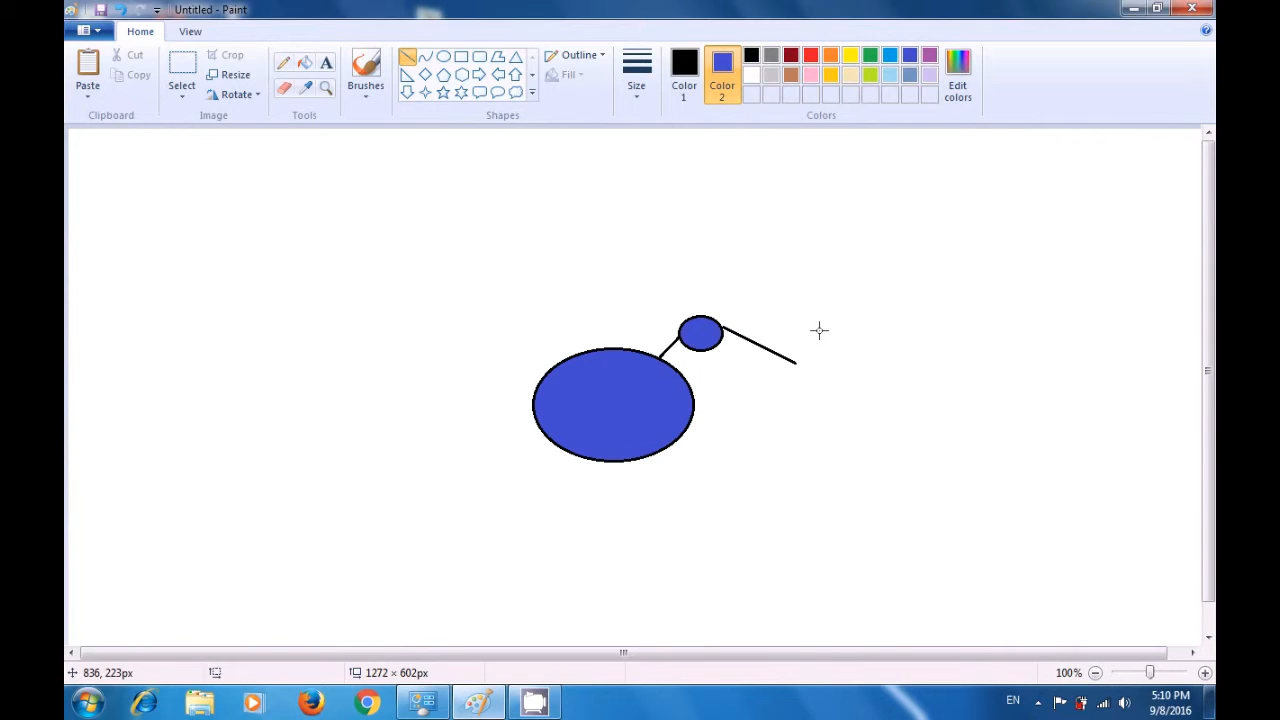 Untitled - Paint
Home View
Paste
Cut
Copy
Clipboard
Select
Crop
Resize
Rotate
Image
A
Tools
Brushes
Shapes
Outline
Fill
Size
Color 1
Color 2
Edit colors
Colors
836, 223px
1272 × 602px
100%
EN
5:10 PM
9/8/2016